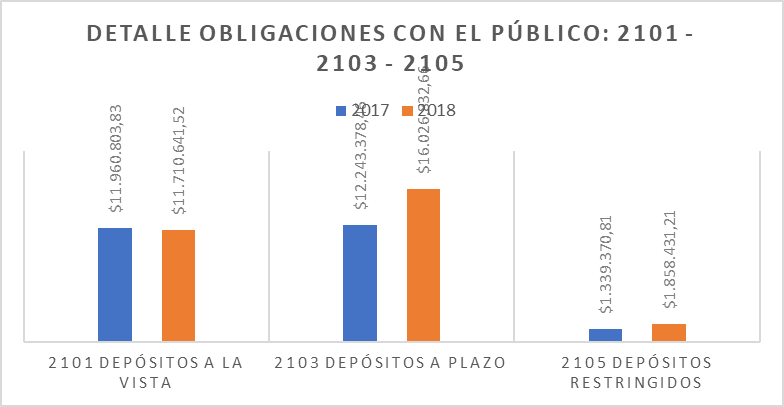 DETALLE OBLIGACIONES CON EL PÚBLICO: 2101 -
2103 - 2105
2017 2018
$11.960.803,83
$11.710.641,52
$1.339.370,81
$1.858.431,21
2101 DEPÓSITOS A LA
VISTA
2103 DEPÓSITOS A PLAZO
2105 DEPÓSITOS
RESTRINGIDOS